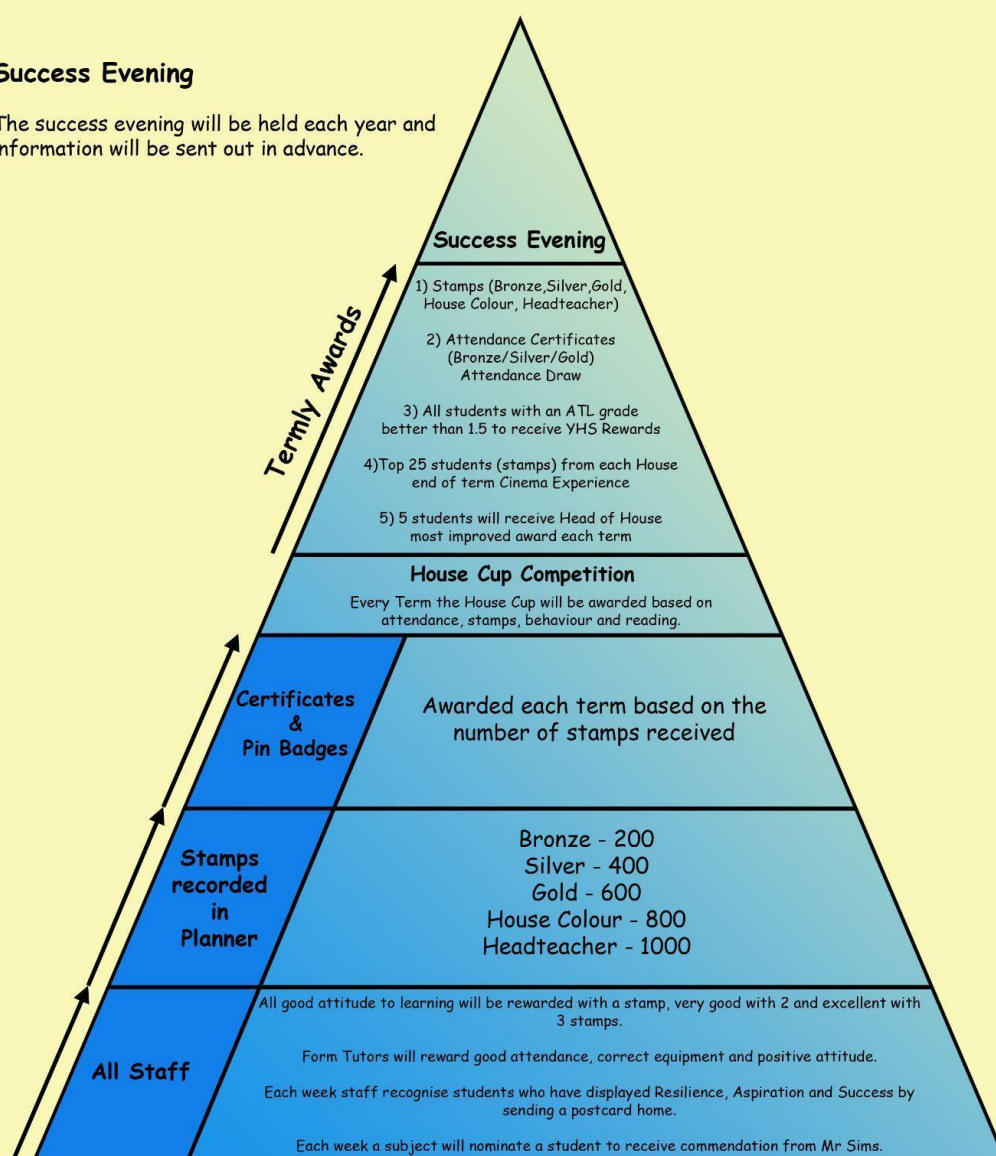 Success Evening
The success evening will be held each year and
information will be sent out in advance.
Success Evening
Termly Awards
1) Stamps (Bronze,Silver,Gold,
House Colour, Headteacher)
2) Attendance Certificates
(Bronze/Silver/Gold)
Attendance Draw
3) All students with an ATL grade
better than 1.5 to receive YHS Rewards
4)Top 25 students (stamps) from each House
end of term Cinema Experience
5) 5 students will receive Head of House
most improved award each term
House Cup Competition
Every Term the House Cup will be awarded based on
attendance, stamps, behaviour and reading.
Certificates
&
Pin Badges
Awarded each term based on the
number of stamps received
Stamps
recorded
in
Planner
Bronze - 200
Silver - 400
Gold - 600
House Colour - 800
Headteacher - 1000
All Staff
All good attitude to learning will be rewarded with a stamp, very good with 2 and excellent with
3 stamps.
Form Tutors will reward good attendance, correct equipment and positive attitude.
Each week staff recognise students who have displayed Resilience, Aspiration and Success by
sending a postcard home.
Each week a subject will nominate a student to receive commendation from Mr Sims.